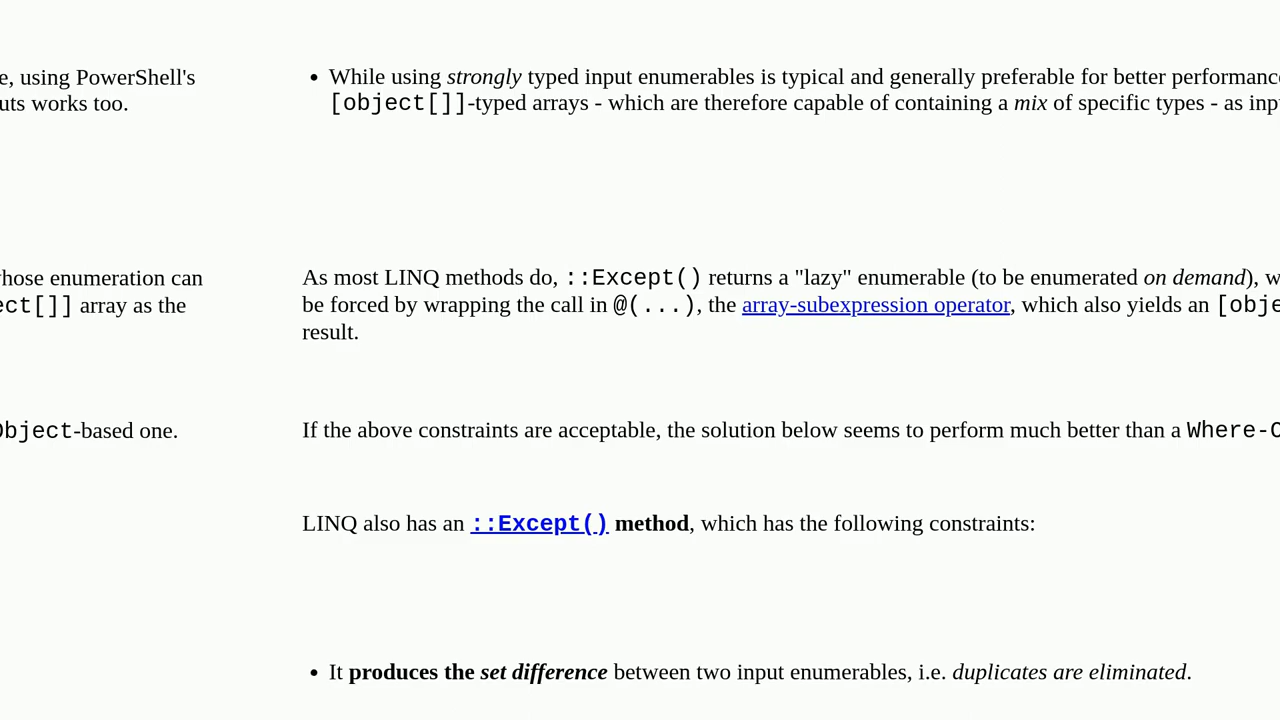 e, using PowerShell's
uts works too.
While using strongly typed input enumerables is typical and generally preferable for better performance
[object[]]-typed arrays - which are therefore capable of containing a mix of specific types - as inp
hose enumeration can
ect[]] array as the
As most LINQ methods do, ::Except() returns a "lazy" enumerable (to be enumerated on demand), w
be forced by wrapping the call in @(...), the array-subexpression operator, which also yields an [obje
result.
Object-based one.
If the above constraints are acceptable, the solution below seems to perform much better than a Where-O
LINQ also has an ::Except() method, which has the following constraints:
It produces the set difference between two input enumerables, i.e. duplicates are eliminated.